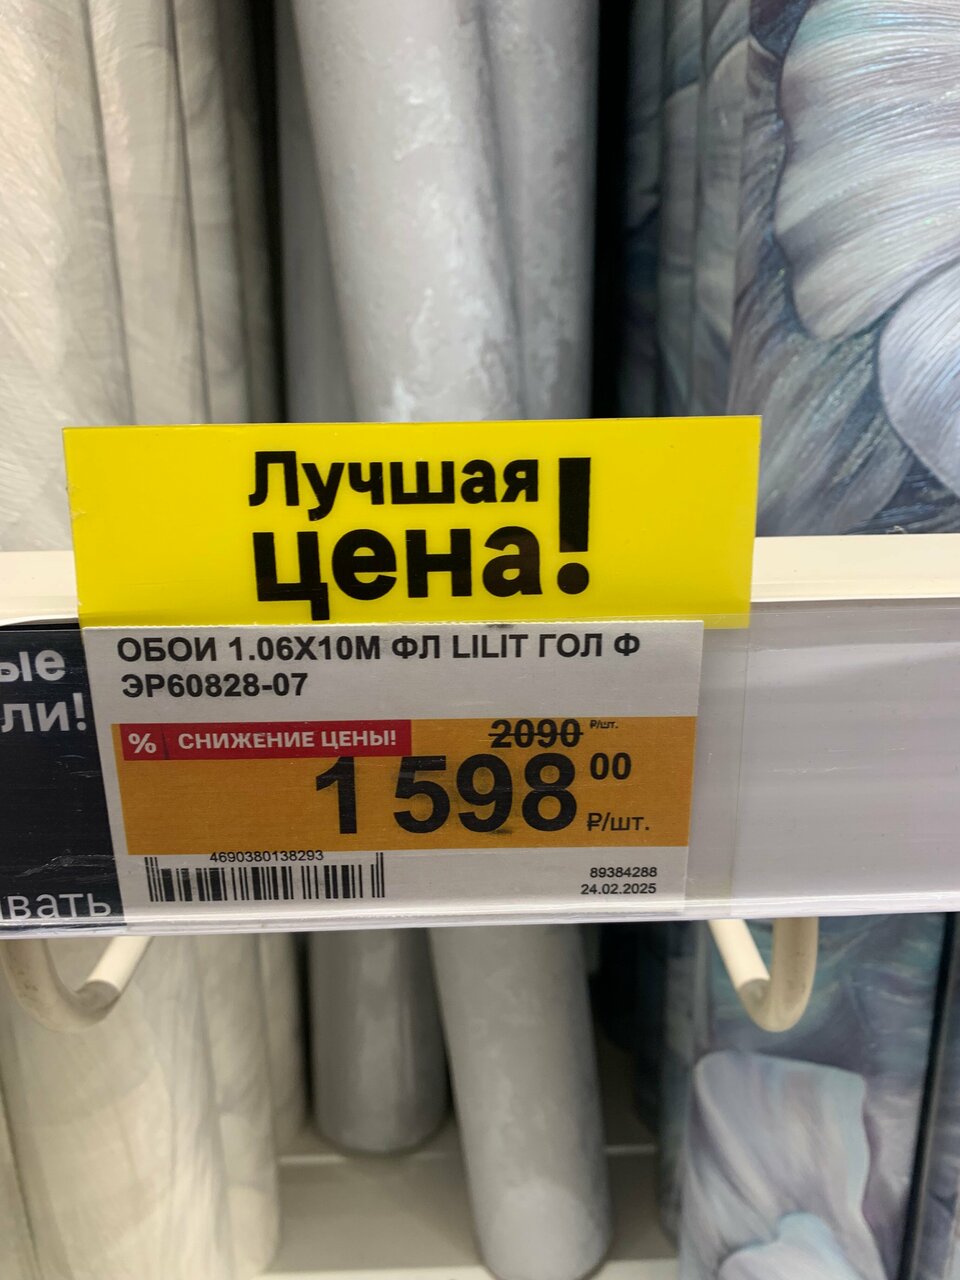 Лучшая
цена!
ОБОИ 1.06X10М ФЛ LILIT ГОЛ Ф
ЭР60828-07
% СНИЖЕНИЕ ЦЕНЫ!
2090 ₽/шт.
1 598 00
₽/шт.
4690380138293
89384288
24.02.2025
ые
ли!
вать